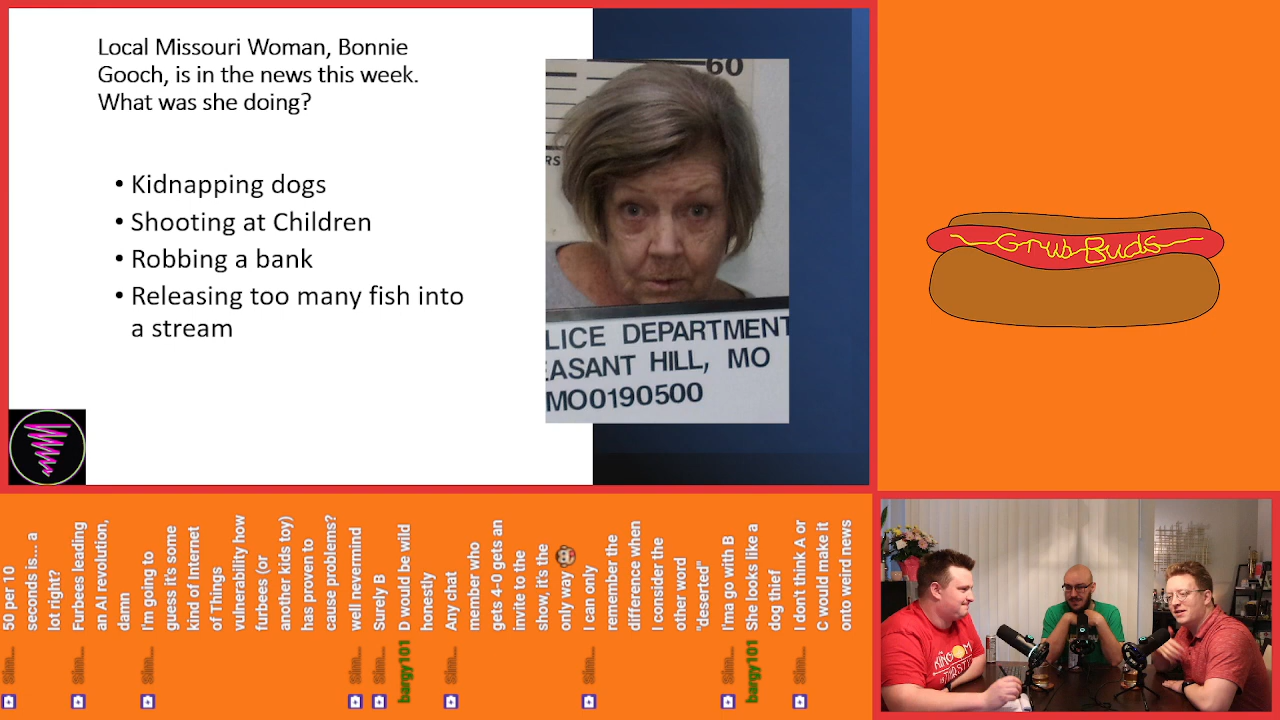 Local Missouri Woman, Bonnie
Gooch, is in the news this week.
What was she doing?
• Kidnapping dogs
• Shooting at Children
• Robbing a bank
• Releasing too many fish into
a stream
60
RS
LICE DEPARTMENT
EASANT HILL, MO
MO0190500
Grub Buds
50 per 10
seconds is... a
lot right?
Furbees leading
an AI revolution,
damn
I'm going to
guess it's some
kind of Internet
of Things
vulnerability how
furbees (or
another kids toy)
has proven to
cause problems?
well nevermind
Surely B
bargy101 D would be wild
honestly
Any chat
member who
gets 4-0 gets an
invite to the
show, it's the
only way
I can only
remember the
difference when
I consider the
other word
"deserted"
I'ma go with B
bargy101 She looks like a
dog thief
I don't think A or
C would make it
onto weird news